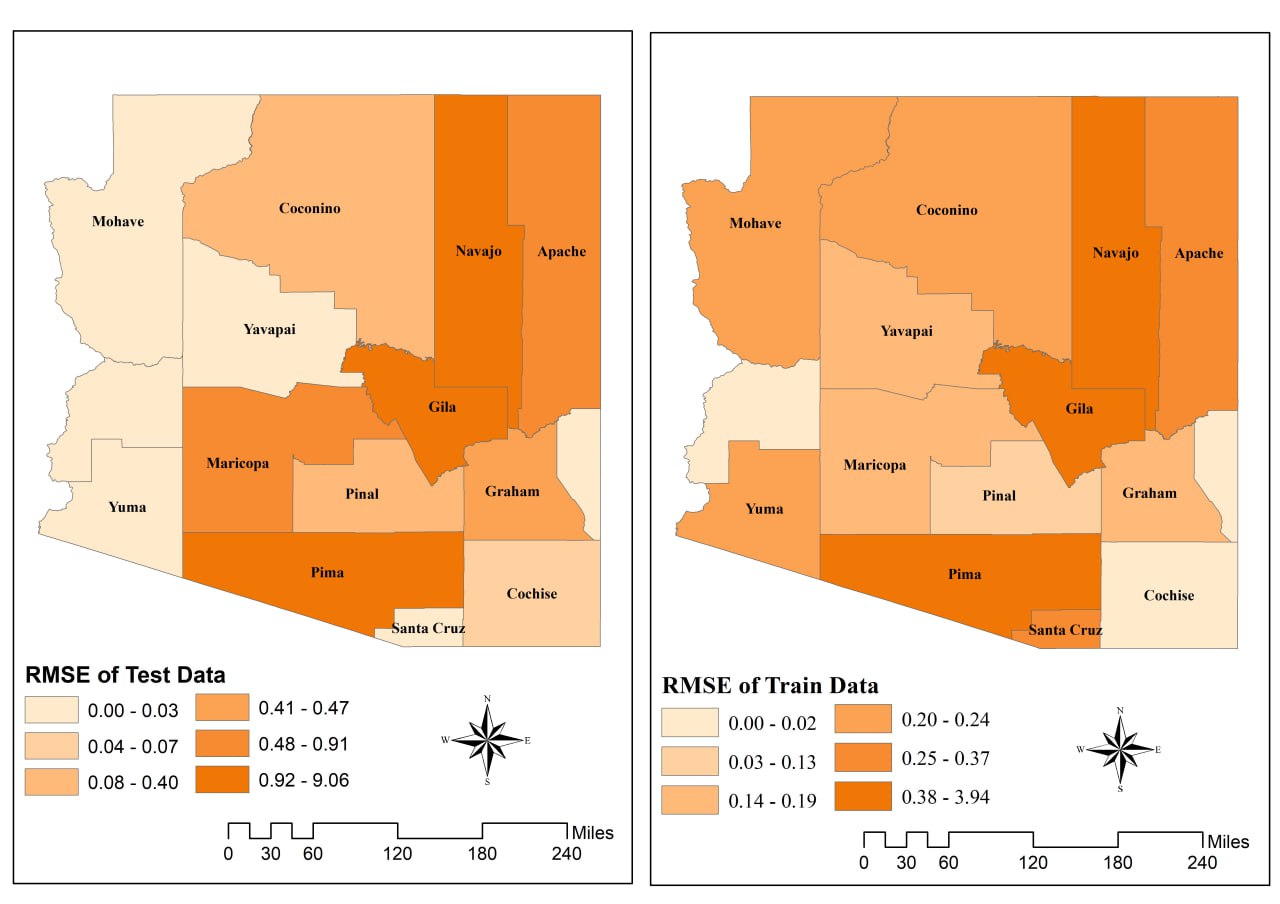 Mohave
Coconino
Navajo
Apache
Yavapai
Gila
Maricopa
Pinal
Graham
Yuma
Pima
Cochise
Santa Cruz
RMSE of Test Data
0.00 - 0.03
0.04 - 0.07
0.08 - 0.40
0.41 - 0.47
0.48 - 0.91
0.92 - 9.06
N
W E
S
Miles
0 30 60 120 180 240
Mohave
Coconino
Navajo
Apache
Yavapai
Gila
Maricopa
Pinal
Graham
Yuma
Pima
Cochise
Santa Cruz
RMSE of Train Data
0.00 - 0.02
0.03 - 0.13
0.14 - 0.19
0.20 - 0.24
0.25 - 0.37
0.38 - 3.94
N
W E
S
Miles
0 30 60 120 180 240